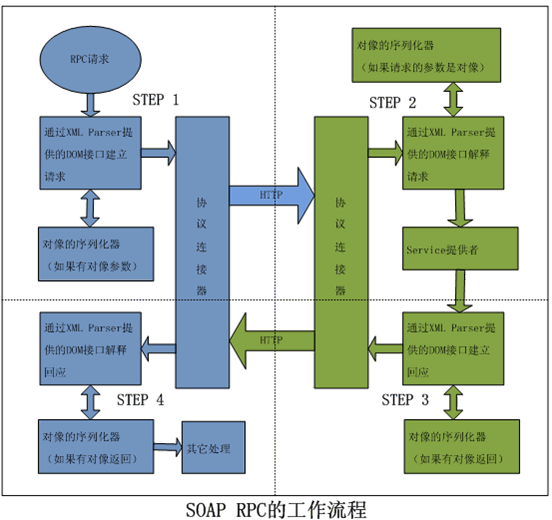 RPC请求
STEP 1
通过XML Parser提
供的DOM接口建立
请求
对像的序列化器
(如果有对像参数)
协
议
连
接
器
HTTP
对像的序列化器
(如果请求的参数是对像)
STEP 2
协
议
连
接
器
通过XML Parser提
供的DOM接口解释
请求
Service提供者
通过XML Parser提
供的DOM接口建立
回应
STEP 3
对像的序列化器
(如果有对像返回)
HTTP
通过XML Parser提
供的DOM接口解释
回应
STEP 4
对像的序列化器
(如果有对像返回)
其它处理
SOAP RPC的工作流程